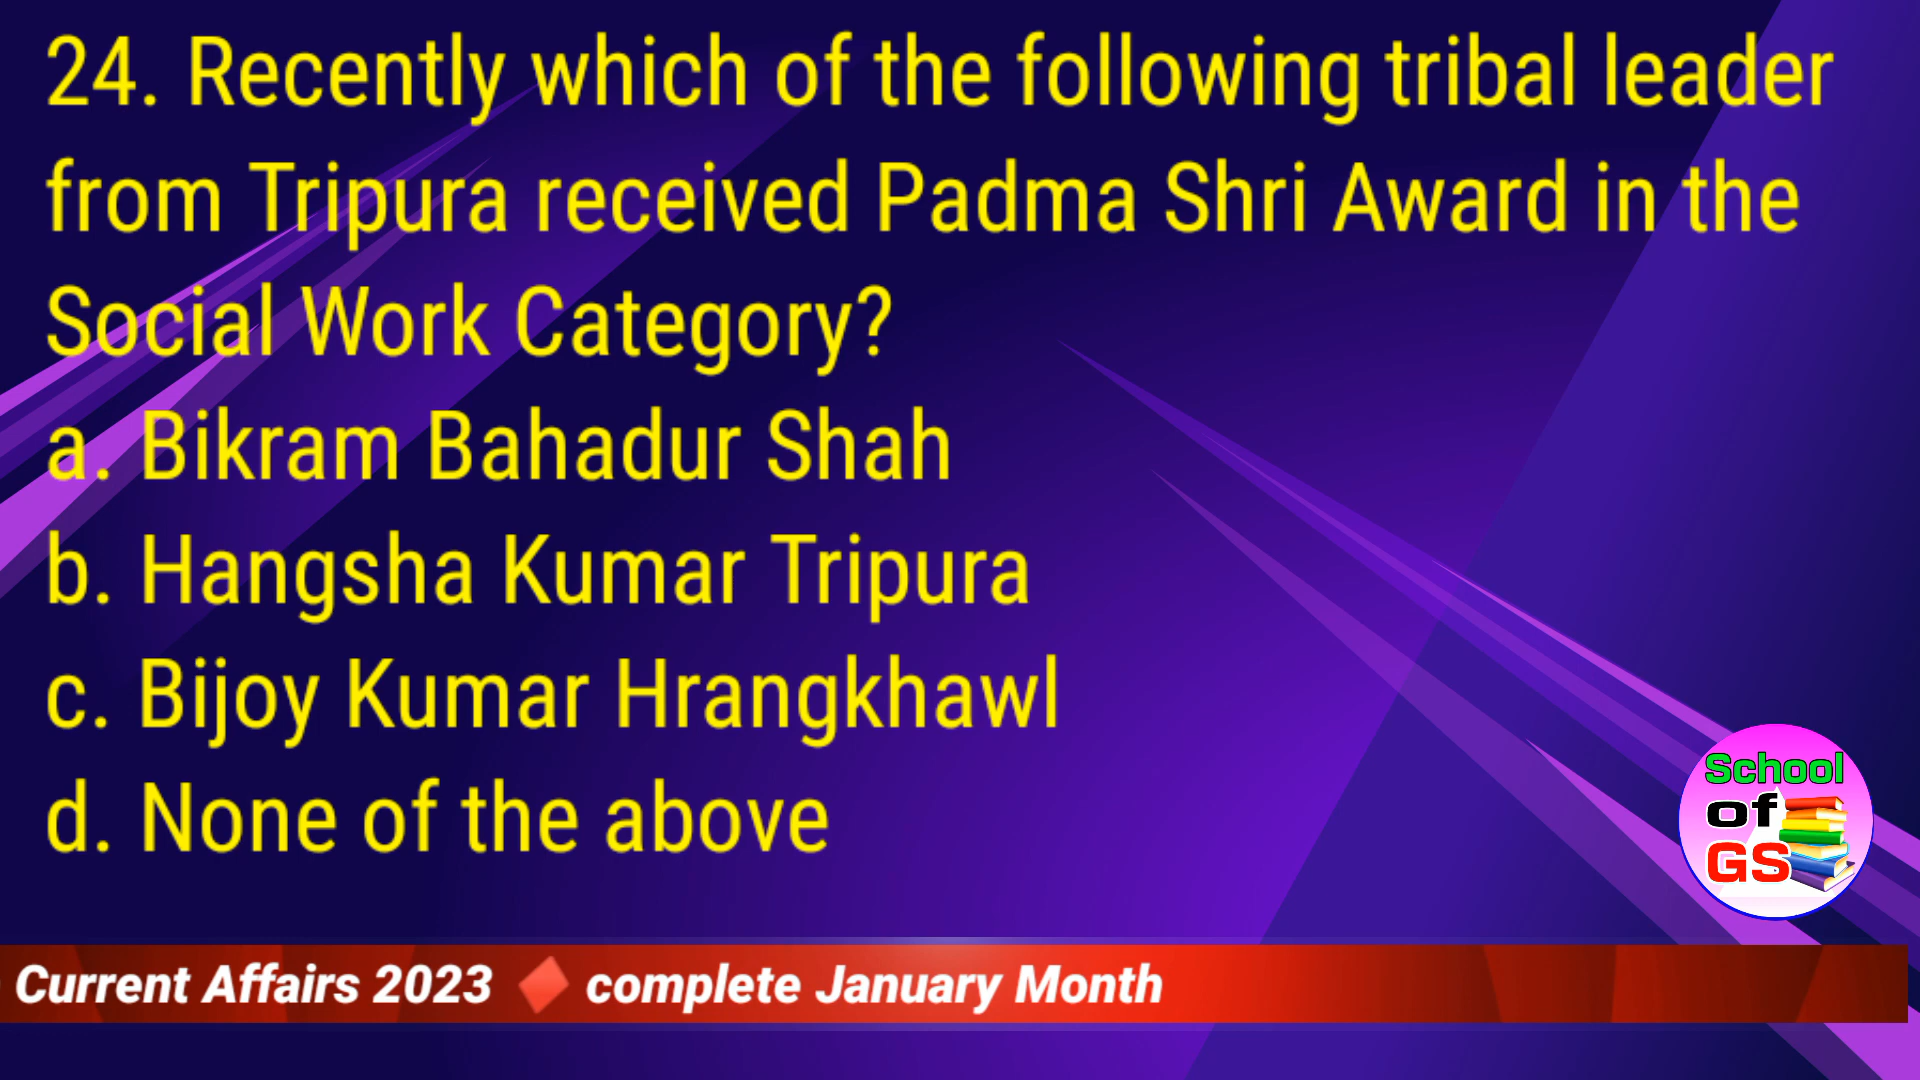 24. Recently which of the following tribal leader
from Tripura received Padma Shri Award in the
Social Work Category?
a. Bikram Bahadur Shah
b. Hangsha Kumar Tripura
c. Bijoy Kumar Hrangkhawl
d. None of the above
School
of
GS
Current Affairs 2023 ♦ complete January Month